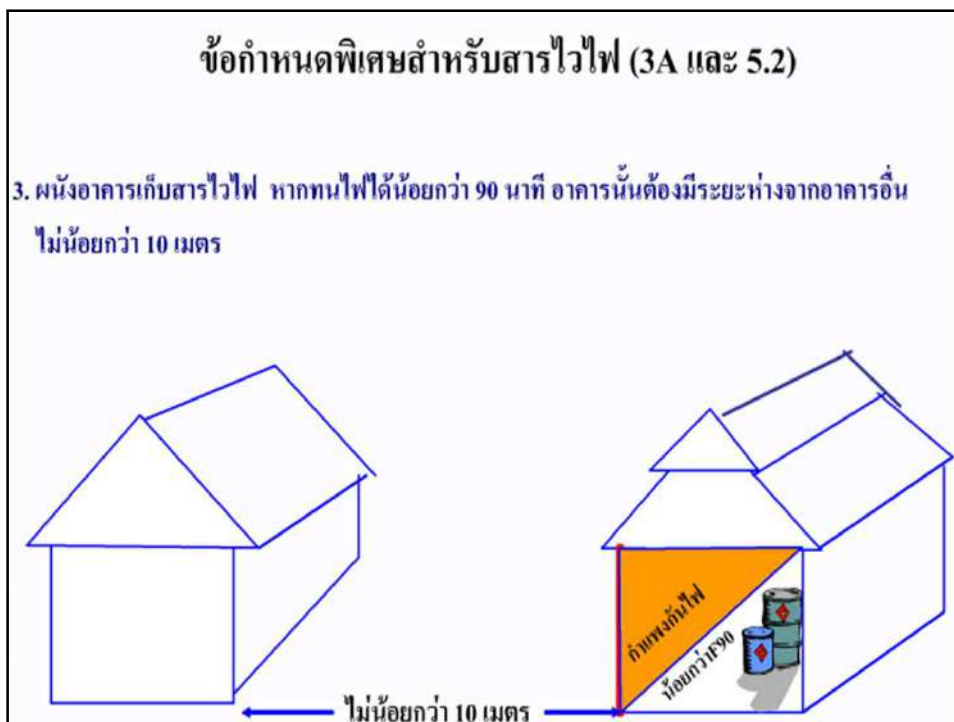 ข้อกำหนดพิเศษสำหรับสารไวไฟ (3A และ 5.2)
3. ผนังอาคารเก็บสารไวไฟ หากทนไฟได้น้อยกว่า 90 นาที อาคารนั้นต้องมีระยะห่างจากอาคารอื่น
ไม่น้อยกว่า 10 เมตร
กำแพงกันไฟ
น้อยกว่าF90
ไม่น้อยกว่า 10 เมตร